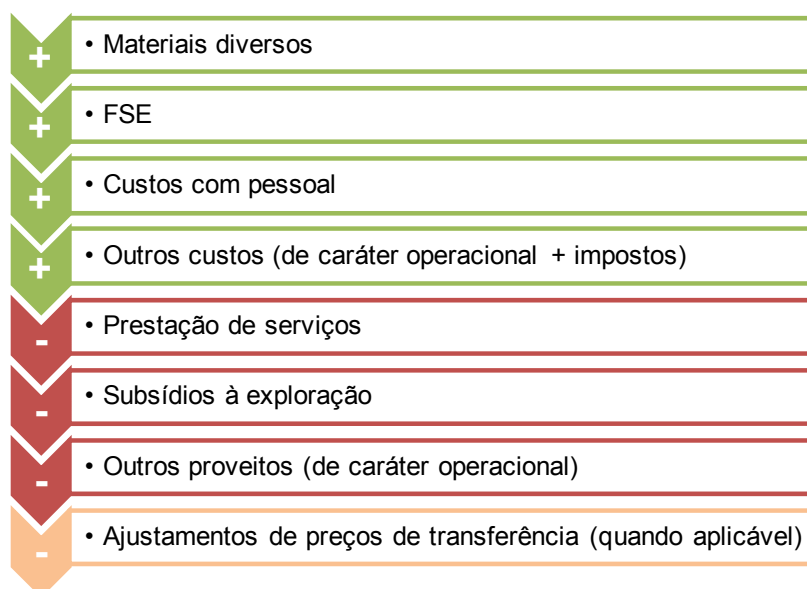 + • Materiais diversos
+ • FSE
+ • Custos com pessoal
+ • Outros custos (de caráter operacional + impostos)
- • Prestação de serviços
- • Subsídios à exploração
- • Outros proveitos (de caráter operacional)
- • Ajustamentos de preços de transferência (quando aplicável)